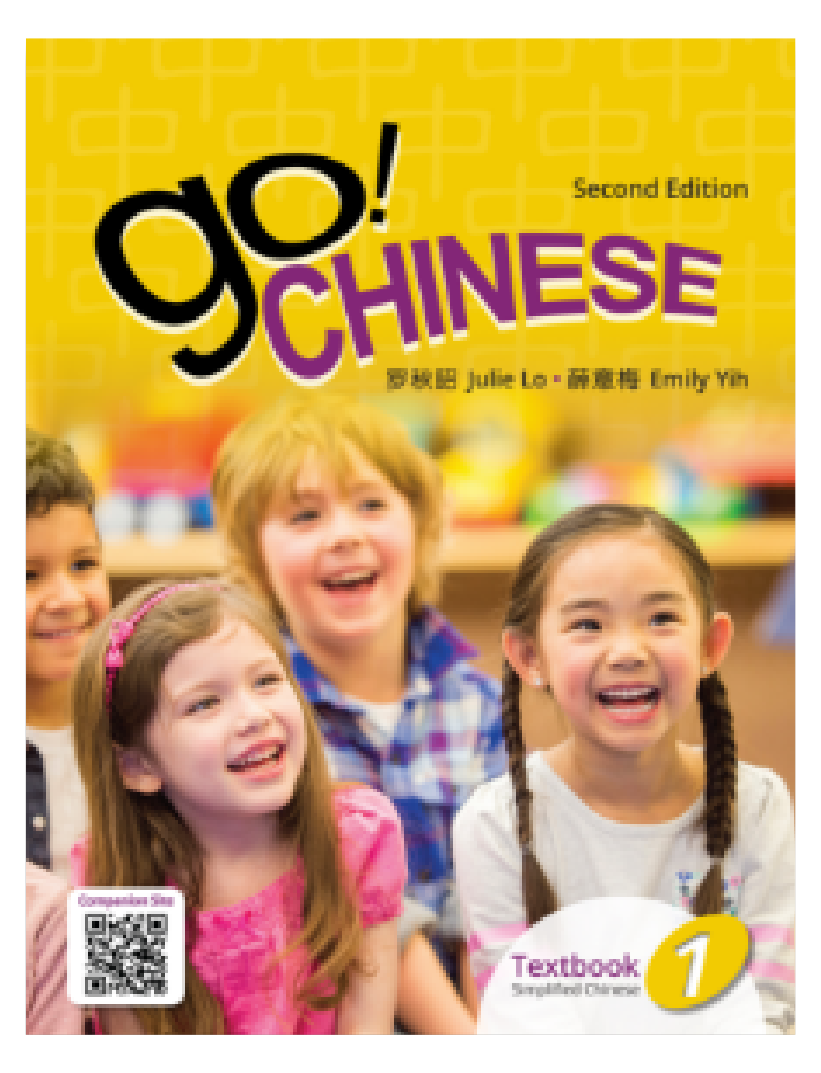 go!
Second Edition
CHINESE
罗秋昭 Julie Lo • 薛意梅 Emily Yih
Companion Site
Textbook 1
Simplified Chinese